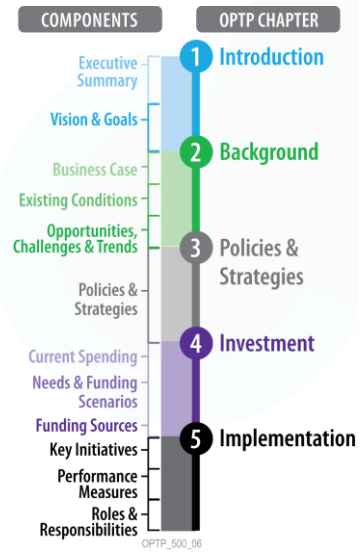 COMPONENTS
OPTP CHAPTER
Executive
Summary
Vision & Goals
1 Introduction
Business Case
Existing Conditions
Opportunities,
Challenges & Trends
2 Background
Policies &
Strategies
3 Policies &
Strategies
Current Spending
Needs & Funding
Scenarios
Funding Sources
4 Investment
Key Initiatives
Performance
Measures
Roles &
Responsibilities
5 Implementation
OPTP_500_06